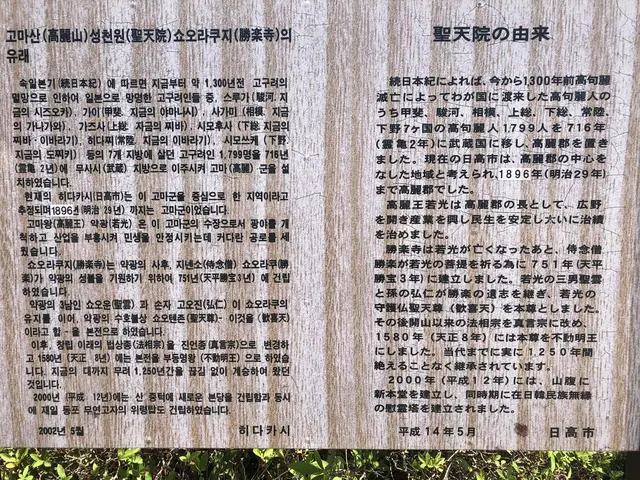 고마산(高麗山)성천원(聖天院)쇼오라쿠지(勝楽寺)의
유래
속일본기(続日本紀)에 따르면 지금부터 약 1,300년전 고구려의
멸망으로 인하여 일본으로 망명한 고구려인들 중, 스루가(駿河, 지
금의 시즈오카), 가이(甲斐, 지금의 야마나시), 사가미(相模, 지금
의 가나가와), 가즈사(上総, 지금의 찌바), 시모후사(下総, 지금의
찌바·이바라기), 히다찌(常陸, 지금의 이바라기), 시모쓰케(下野,
지금의 도찌키) 등의 7개 지방에 살던 고구려인 1,799명을 716년
(霊亀 2년)에 무사시(武蔵) 지방으로 이주시켜 고마(高麗) 군을 설
치하였습니다.
현재의 히다카시(日高市)는 이 고마군을 중심으로 한 지역이라고
추정되며1896년(明治 29년)까지는 고마군이었습니다.
고마왕(高麗王) 약광(若光)은 이 고마군의 수장으로서 광야를 개
척하고 산업을 부흥시켜 민생을 안정시키는데 커다란 공로를 세
웠습니다.
쇼오라쿠지(勝楽寺)는 약광의 사후, 지넨소(侍念僧) 쇼오라쿠(勝
楽)가 약광의 성불을 기원하기 위하여 751년(天平勝宝 3年)에 건립
하였습니다.
약광의 3남인 쇼오운(聖雲)과 손자 고오진(弘仁)이 쇼오라쿠의
유지를 이어, 약광의 수호불상 쇼오텐존(聖天尊)- 이것을 (歓喜天)
이라고 함 -을 본전으로 하였습니다.
이후, 창립 이래의 법상종(法相宗)을 진언종(真言宗)으로 변경하
고 1580년(天正 8년)에는 본전을 부동명왕(不動明王)으로 하였습
니다. 지금의 대까지 무려 1,250년간을 끊김 없이 계승하여 왔던
것입니다.
2000년(平成 12年)에는 산 중턱에 새로운 본당을 건립함과 동시
에 재일 동포 무연고자의 위령탑도 건립하였습니다.
2002년 5월 히다카시
聖天院の由来
続日本紀によれば、今から1,300年前高句麗
滅亡によってわが国に渡来した高句麗人の
うち甲斐、駿河、相模、上総、下総、常陸、
下野7ヶ国の高句麗人1,799人を716年
(霊亀2年)に武蔵国に移し、高麗郡を置き
ました。現在の日高市は、高麗郡の中心を
なした地域と考えられ、1896年(明治29年)
まで高麗郡でした。
高麗王若光は高麗郡の長として、広野
を開き産業を興し民生を安定し大いに治績
を治めました。
勝楽寺は若光が亡くなったあと、侍念僧
勝楽が若光の菩提を祈る為に751年(天平
勝宝3年)に建立しました。若光の三男聖雲
と孫の弘仁が勝楽の遺志を継ぎ、若光の
守護仏聖天尊(歓喜天)を本尊としました。
その後開山以来の法相宗を真言宗に改め、
1580年(天正8年)には本尊を不動明王
にしました。当代までに実に1,250年間
絶えることなく継承されています。
2000年(平成12年)には、山腹に
新本堂を建立し、同時期に在日韓民族無縁
の慰霊塔を建立されました。
平成14年5月 日高市